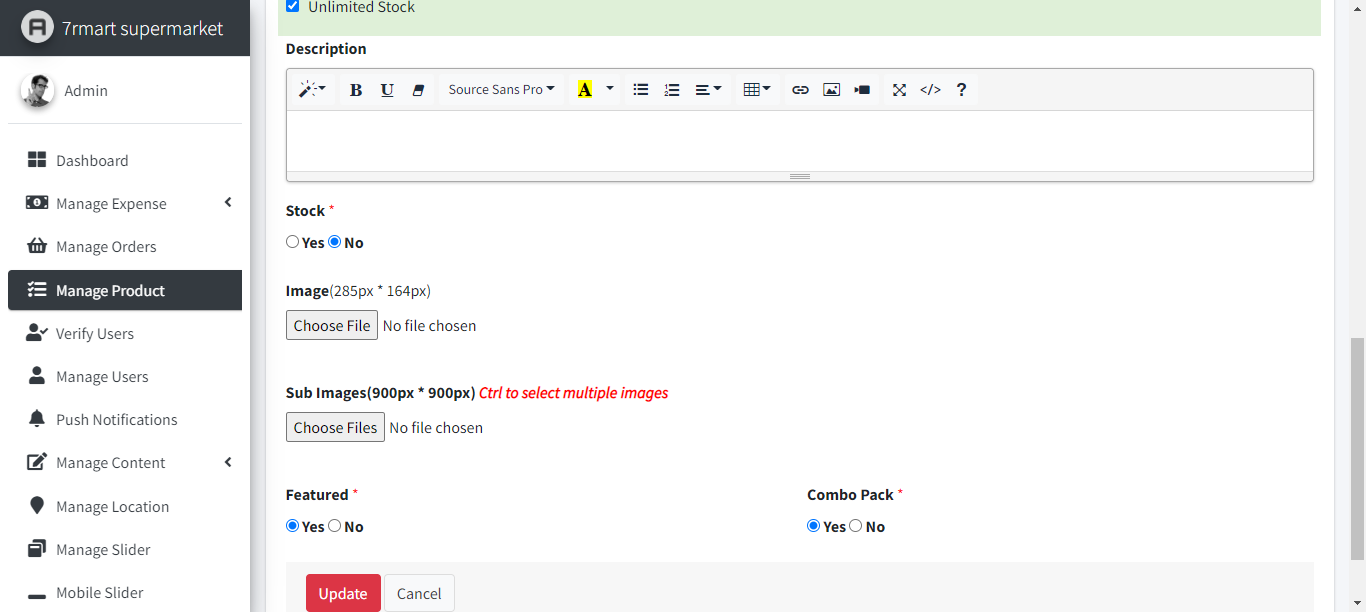 7rmart supermarket
Admin
Dashboard
Manage Expense
Manage Orders
Manage Product
Verify Users
Manage Users
Push Notifications
Manage Content
Manage Location
Manage Slider
Mobile Slider
Unlimited Stock
Description
B U Source Sans Pro A </> ?
Stock *
Yes No
Image(285px * 164px)
Choose File No file chosen
Sub Images(900px * 900px) Ctrl to select multiple images
Choose Files No file chosen
Featured * Combo Pack *
Yes No Yes No
Update Cancel